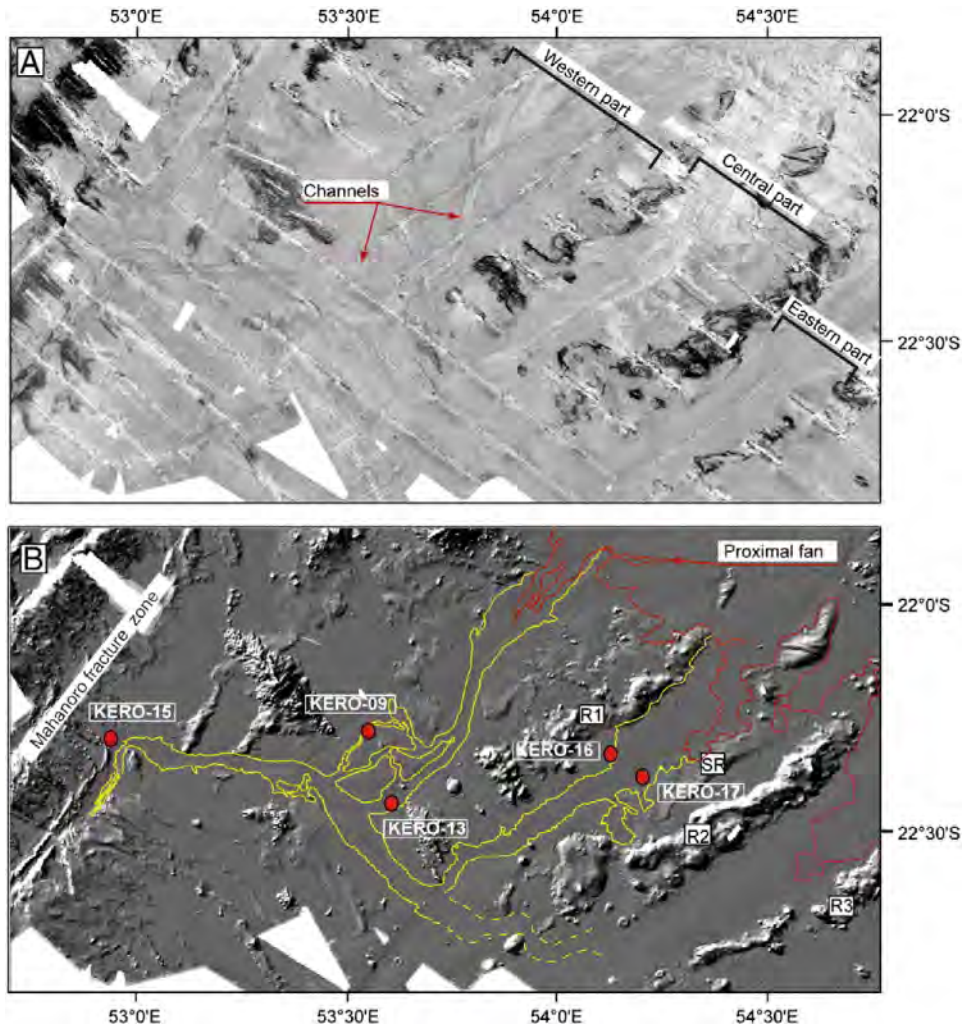 53°0'E 53°30'E 54°0'E 54°30'E
A
Western part
22°0'S
Central part
Channels
22°30'S
Eastern part
B
Proximal fan
22°0'S
Mahanoro fracture zone
KERO-09
KERO-15
R1
KERO-16
SR
KERO-17
KERO-13
22°30'S
R2
R3
53°0'E 53°30'E 54°0'E 54°30'E